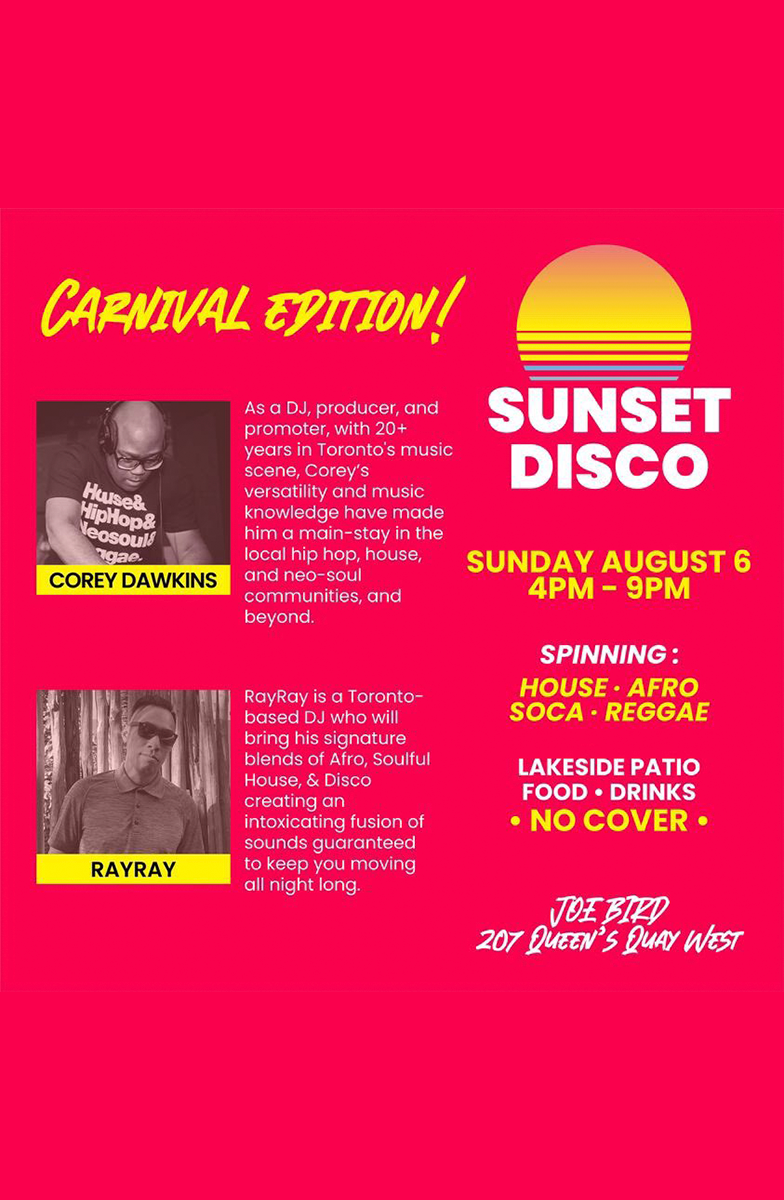 CARNIVAL EDITION!
As a DJ, producer, and
promoter, with 20+
years in Toronto's music
scene, Corey's
versatility and music
knowledge have made
him a main-stay in the
local hip hop, house,
and neo-soul
communities, and
beyond.
House&
HipHop&
Neosoul&
ggae.
COREY DAWKINS
RayRay is a Toronto-
based DJ who will
bring his signature
blends of Afro, Soulful
House, & Disco
creating an
intoxicating fusion of
sounds guaranteed
to keep you moving
all night long.
RAYRAY
SUNSET
DISCO
SUNDAY AUGUST 6
4PM - 9PM
SPINNING :
HOUSE · AFRO
SOCA · REGGAE
LAKESIDE PATIO
FOOD • DRINKS
• NO COVER •
JOE BIRD
207 QUEEN'S QUAY WEST